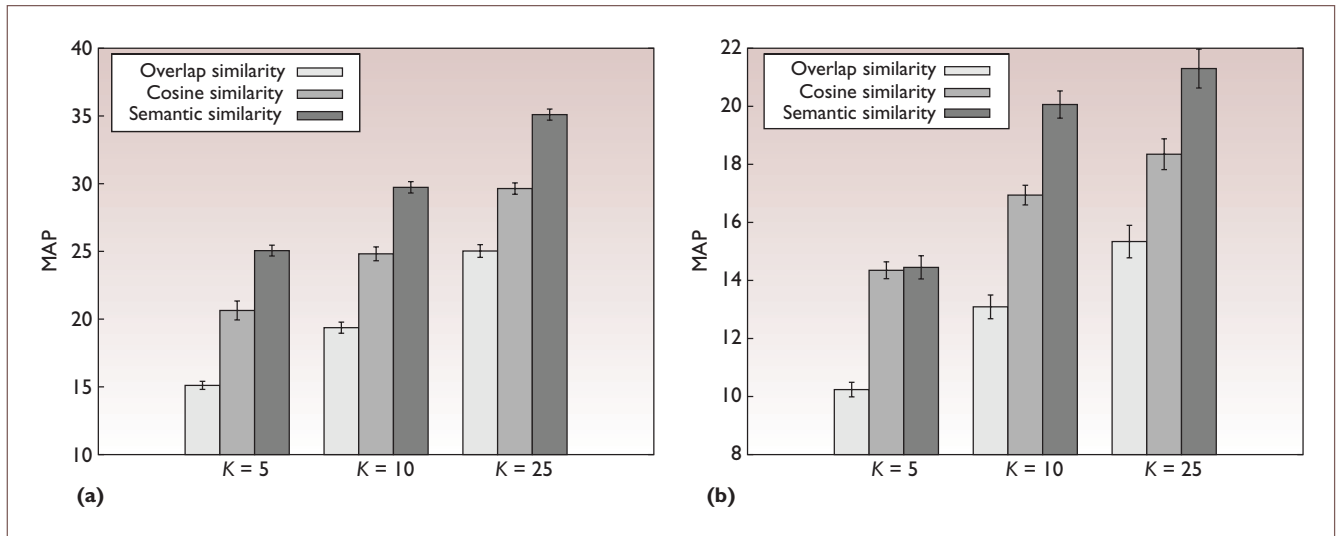 40
35
30
25
20
15
10
MAP
Overlap similarity
Cosine similarity
Semantic similarity
K = 5
K = 10
K = 25
(a)
22
20
18
16
14
12
10
8
MAP
Overlap similarity
Cosine similarity
Semantic similarity
K = 5
K = 10
K = 25
(b)